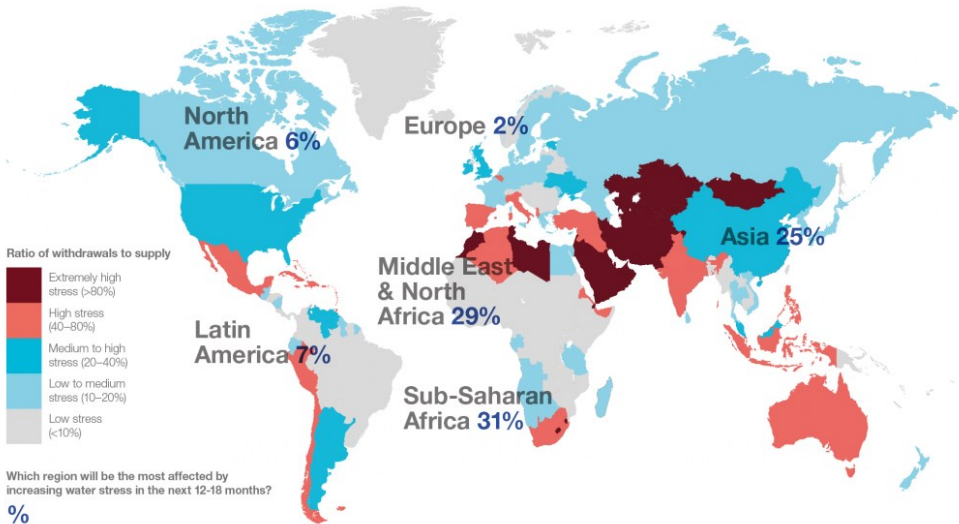 North
America 6%
Europe 2%
Asia 25%
Middle East
& North
Africa 29%
Latin
America 7%
Sub-Saharan
Africa 31%
Ratio of withdrawals to supply
Extremely high
stress (>80%)
High stress
(40–80%)
Medium to high
stress (20–40%)
Low to medium
stress (10–20%)
Low stress
(<10%)
Which region will be the most affected by
increasing water stress in the next 12-18 months?
%